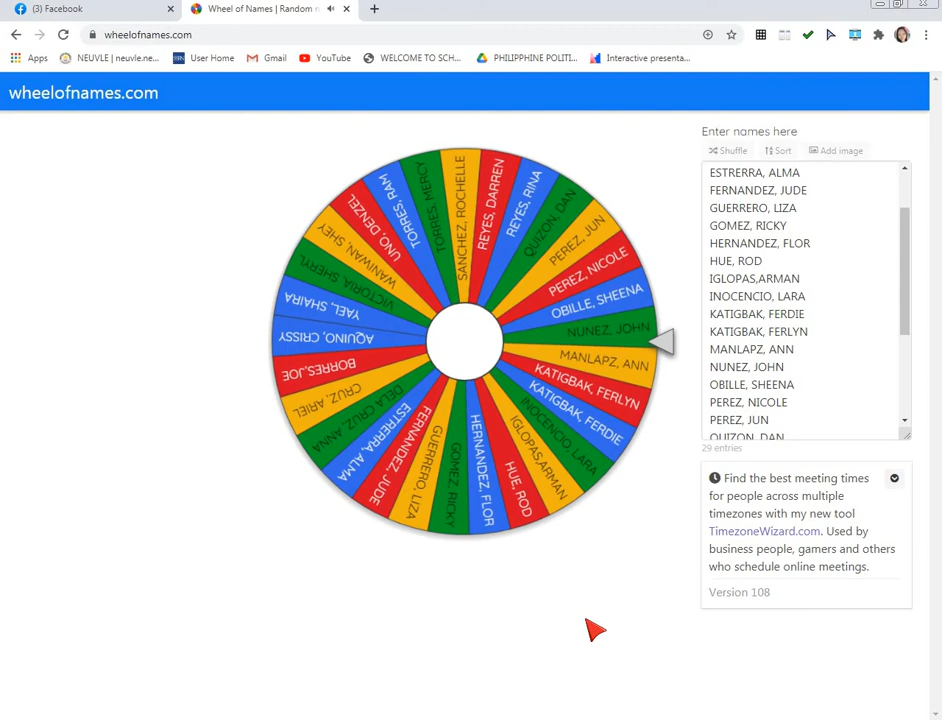 (3) Facebook
Wheel of Names | Random n
wheelofnames.com
Apps
NEUVLE | neuvle.ne...
User Home
Gmail
YouTube
WELCOME TO SCH...
PHILIPPINE POLITI...
Interactive presenta...
wheelofnames.com
Enter names here
Shuffle
Sort
Add image
ESTRERRA, ALMA
FERNANDEZ, JUDE
GUERRERO, LIZA
GOMEZ, RICKY
HERNANDEZ, FLOR
HUE, ROD
IGLOPAS,ARMAN
INOCENCIO, LARA
KATIGBAK, FERDIE
KATIGBAK, FERLYN
MANLAPZ, ANN
NUNEZ, JOHN
OBILLE, SHEENA
PEREZ, NICOLE
PEREZ, JUN
QUIZON, DAN
29 entries
Find the best meeting times
for people across multiple
timezones with my new tool
TimezoneWizard.com. Used by
business people, gamers and others
who schedule online meetings.
Version 108
SANCHEZ, ROCHELLE
REYES, DARREN
REYES, RINA
QUIZON, DAN
PEREZ, JUN
PEREZ, NICOLE
OBILLE, SHEENA
NUNEZ, JOHN
MANLAPZ, ANN
KATIGBAK, FERLYN
KATIGBAK, FERDIE
INOCENCIO, LARA
IGLOPAS,ARMAN
HUE, ROD
HERNANDEZ, FLOR
GOMEZ, RICKY
GUERRERO, LIZA
FERNANDEZ, JUDE
ESTRERRA, ALMA
DELA CRUZ, ANNA
CRUZ, ARIEL
BORRES,JOE
AQUINO, CRISSY
YAEL, SHAIRA
VICTORIA, SHERYL
WANIWAN, SHEY
UNO, DENZEL
TORRES, RAM
TORRES, MERCY